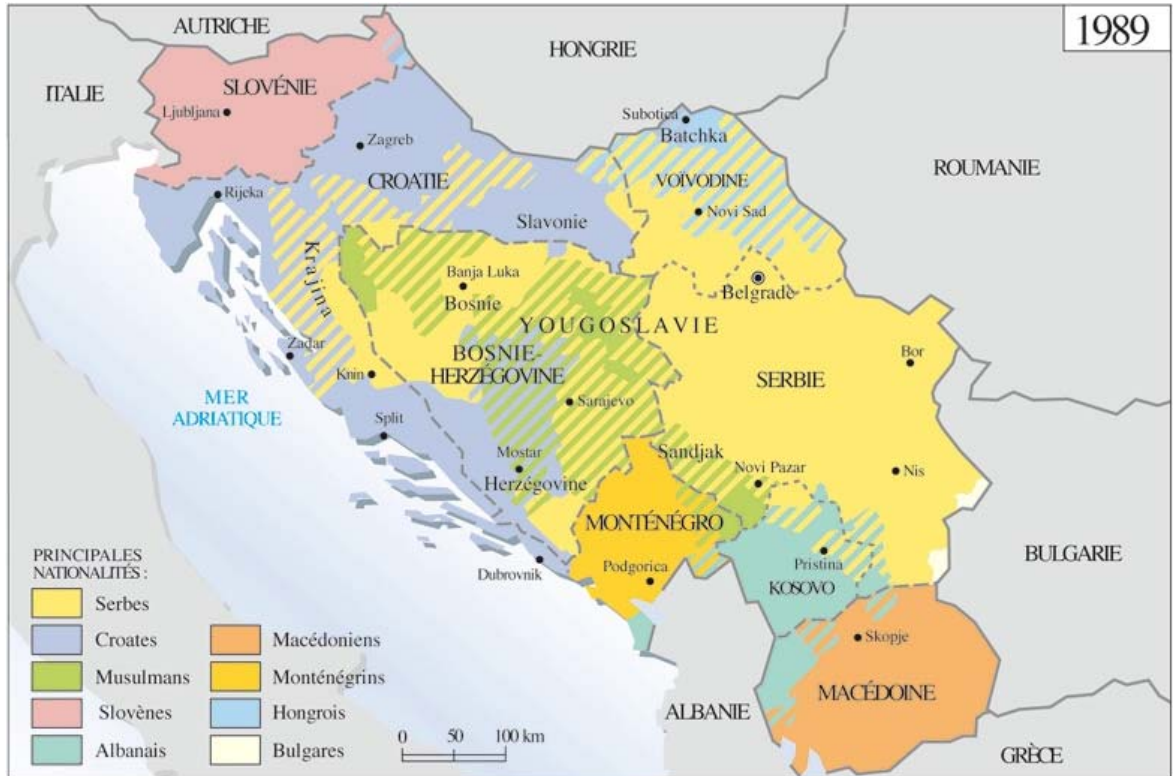 AUTRICHE
1989
HONGRIE
ITALIE
SLOVÉNIE
Ljubljana
Subotica
Batchka
Zagreb
ROUMANIE
CROATIE
VOÏVODINE
Rijeka
Novi Sad
Slavonie
Krajina
Banja Luka
Bosnie
Belgrade
YOUGOSLAVIE
Zadar
BOSNIE-
HERZÉGOVINE
Bor
Knin
SERBIE
MER
ADRIATIQUE
Sarajevo
Split
Mostar
Herzégovine
Sandjak
Novi Pazar
Nis
MONTÉNÉGRO
PRINCIPALES
NATIONALITÉS :
Dubrovnik
Podgorica
Pristina
KOSOVO
BULGARIE
Serbes
Croates
Musulmans
Slovènes
Albanais
Macédoniens
Monténégrins
Hongrois
Bulgares
Skopje
MACÉDOINE
ALBANIE
0 50 100 km
GRÈCE